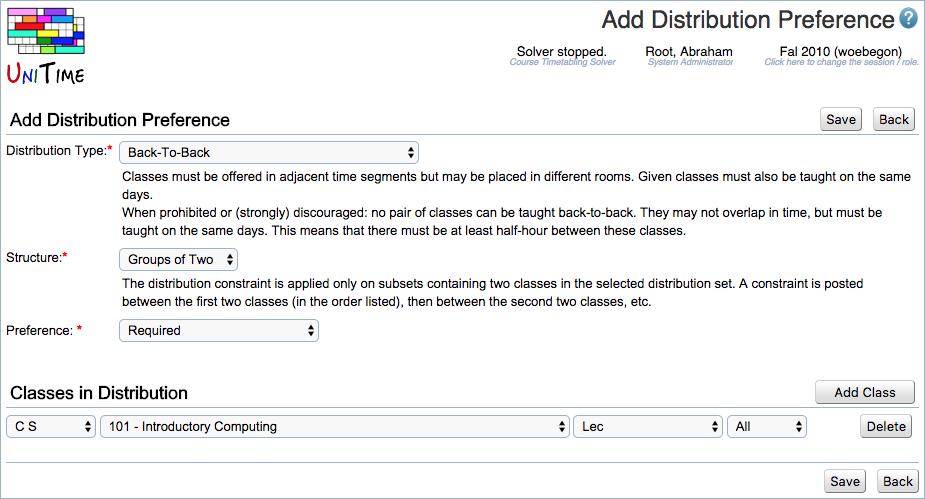 Add Distribution Preference ?
UNITIME
Solver stopped. Root, Abraham Fal 2010 (woebegon)
Course Timetabling Solver System Administrator Click here to change the session / role.
Add Distribution Preference Save Back
Distribution Type:* Back-To-Back
Classes must be offered in adjacent time segments but may be placed in different rooms. Given classes must also be taught on the same
days.
When prohibited or (strongly) discouraged: no pair of classes can be taught back-to-back. They may not overlap in time, but must be
taught on the same days. This means that there must be at least half-hour between these classes.
Structure:* Groups of Two
The distribution constraint is applied only on subsets containing two classes in the selected distribution set. A constraint is posted
between the first two classes (in the order listed), then between the second two classes, etc.
Preference: * Required
Classes in Distribution Add Class
C S 101 - Introductory Computing Lec All Delete
Save Back